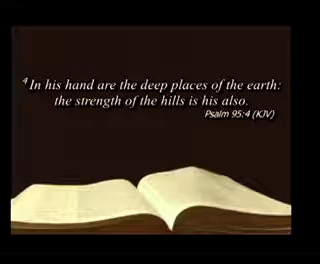 4 In his hand are the deep places of the earth:
the strength of the hills is his also.
Psalm 95:4 (KJV)